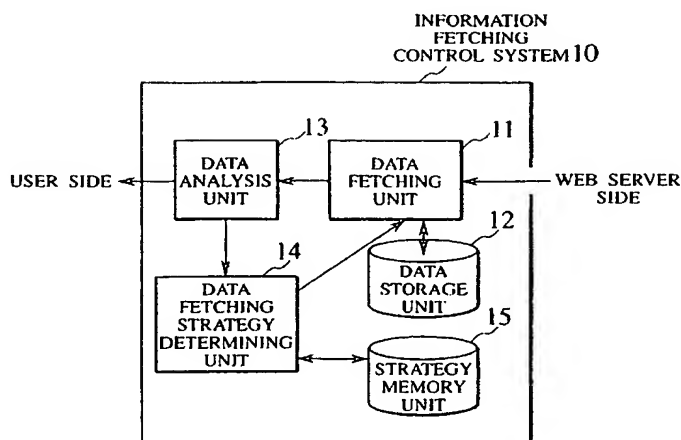 INFORMATION
FETCHING
CONTROL SYSTEM 10
13
11
DATA
ANALYSIS
UNIT
DATA
FETCHING
UNIT
USER SIDE
WEB SERVER
SIDE
14
12
DATA
FETCHING
STRATEGY
DETERMINING
UNIT
DATA
STORAGE
UNIT
15
STRATEGY
MEMORY
UNIT